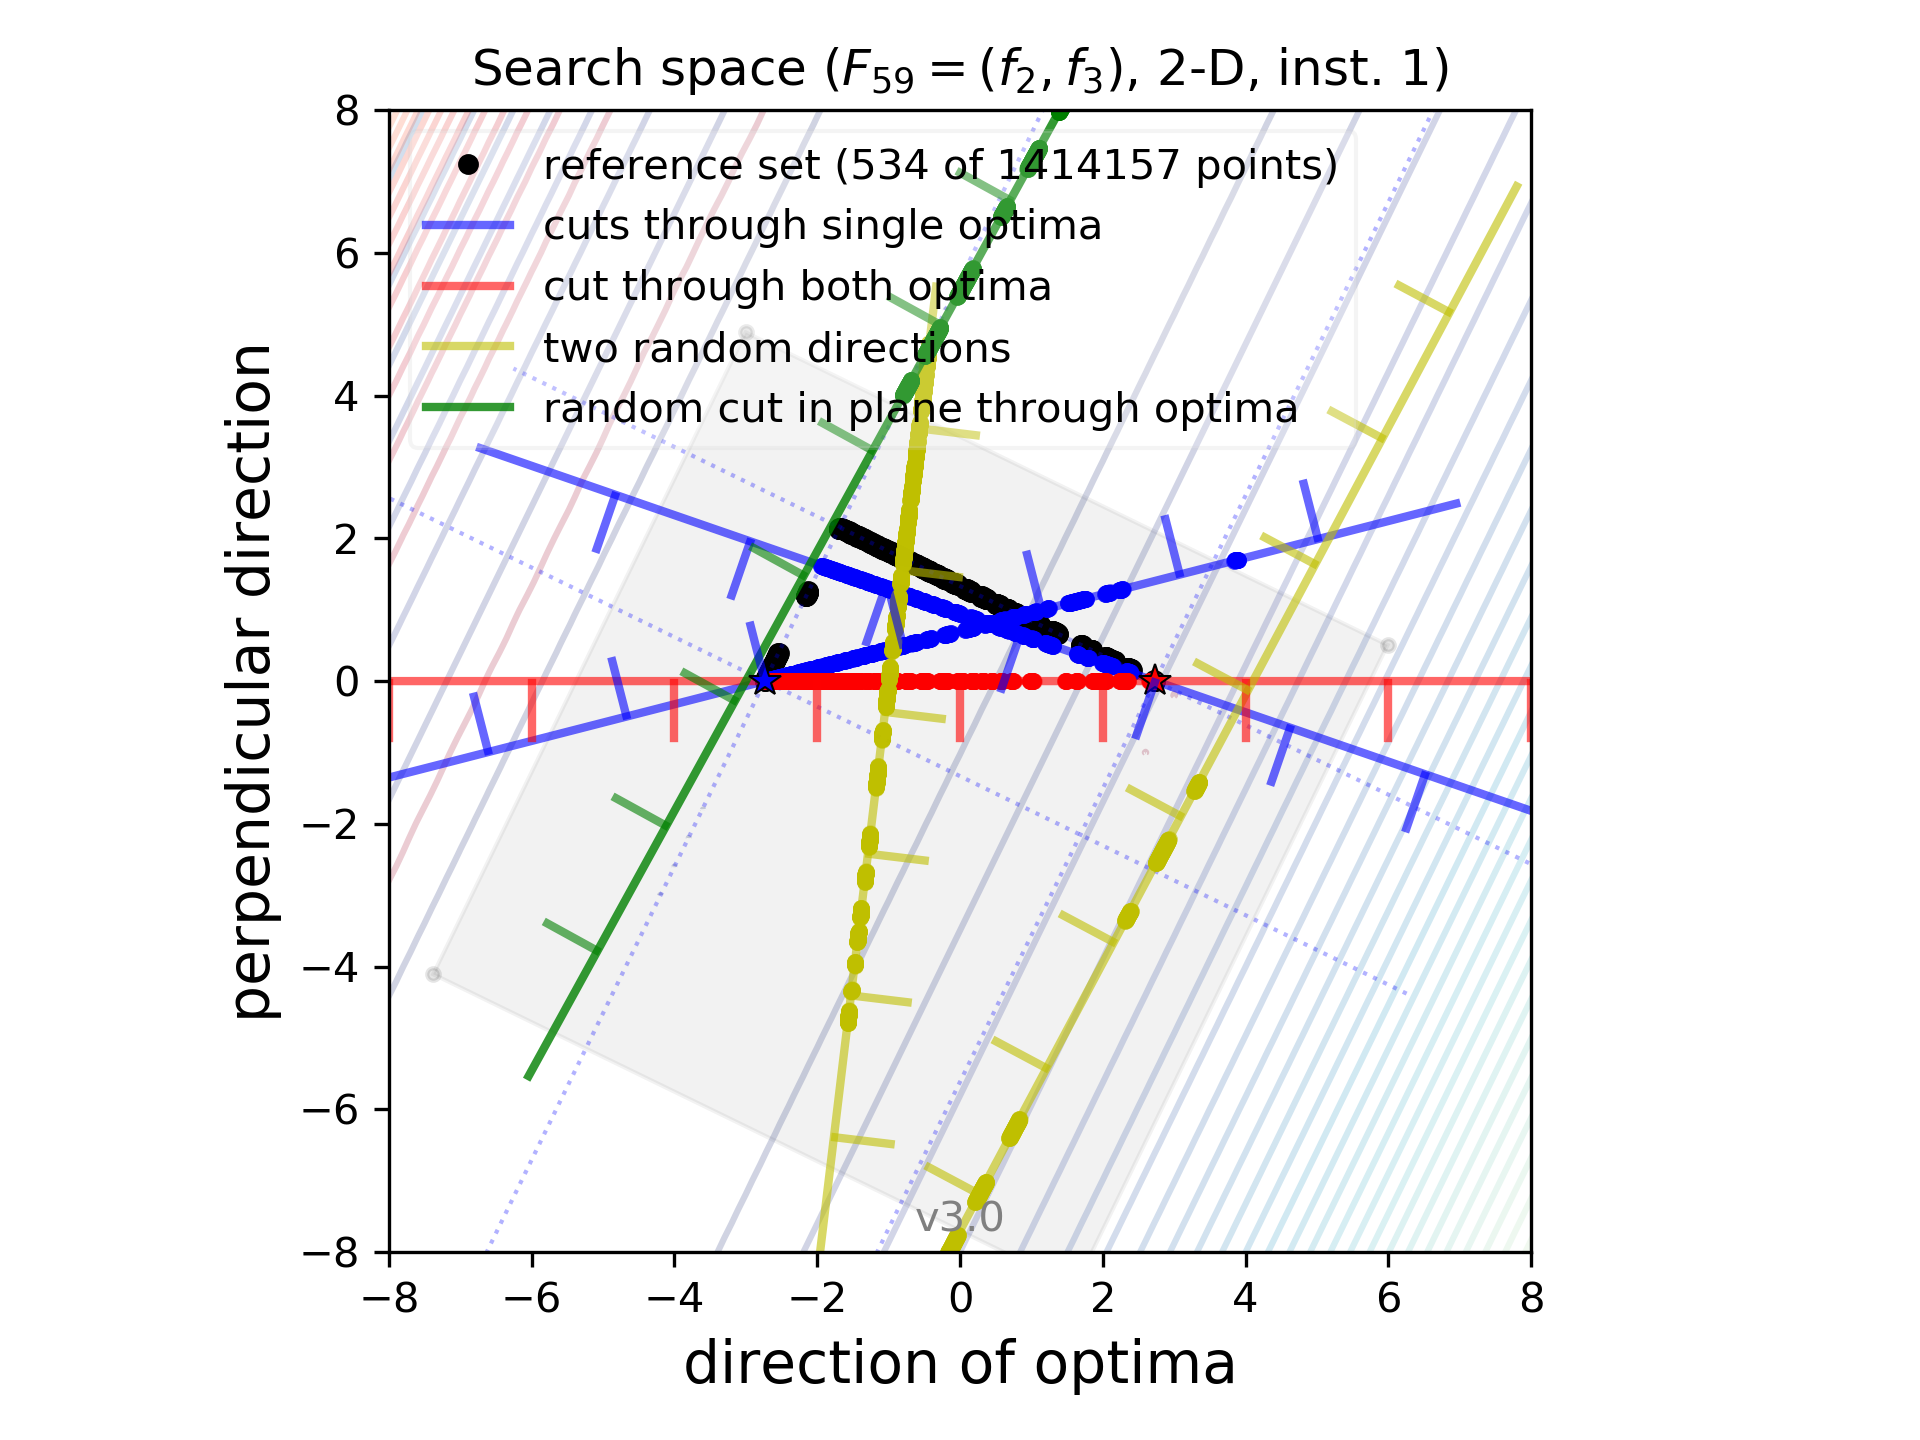 Search space (F₅₉ = (f₂, f₃), 2-D, inst. 1)
reference set (534 of 1414157 points)
cuts through single optima
cut through both optima
two random directions
random cut in plane through optima
perpendicular direction
8
6
4
2
0
−2
−4
−6
−8
v3.0
−8 −6 −4 −2 0 2 4 6 8
direction of optima